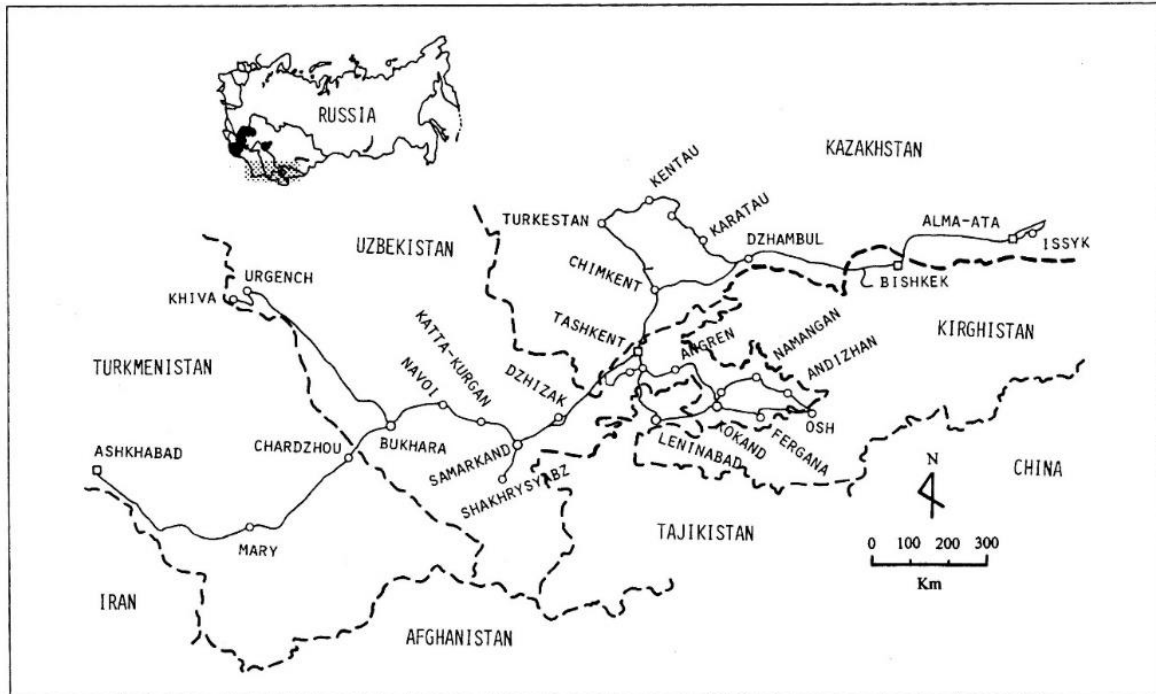 RUSSIA
KAZAKHSTAN
KENTAU
TURKESTAN
KARATAU
ALMA-ATA
UZBEKISTAN
DZHAMBUL
ISSYK
CHIMKENT
BISHKEK
URGENCH
KHIVA
TASHKENT
ANGREN
NAMANGAN
ANDIZHAN
KIRGHISTAN
KATTA-KURGAN
NAVOI
DZHIZAK
TURKMENISTAN
CHARDZHOU
BUKHARA
SAMARKAND
SHAKHRYSYABZ
LENINABAD
KOKAND
FERGANA
OSH
ASHKHABAD
CHINA
N
MARY
TAJIKISTAN
0 100 200 300
Km
IRAN
AFGHANISTAN